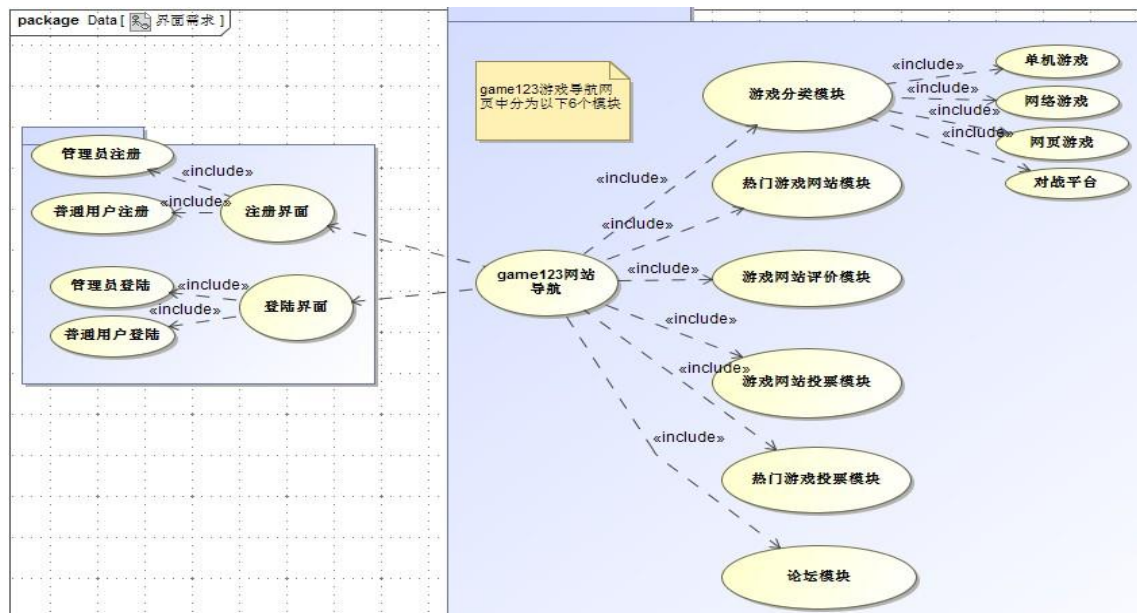 package Data [ 界面需求 ]
game123游戏导航网
页中分为以下6个模块
管理员注册
«include»
普通用户注册
«include»
注册界面
管理员登陆
«include»
普通用户登陆
«include»
登陆界面
game123网站
导航
«include»
游戏分类模块
«include»
单机游戏
«include»
网络游戏
«include»
网页游戏
«include»
对战平台
«include»
热门游戏网站模块
«include»
游戏网站评价模块
«include»
游戏网站投票模块
«include»
热门游戏投票模块
«include»
论坛模块